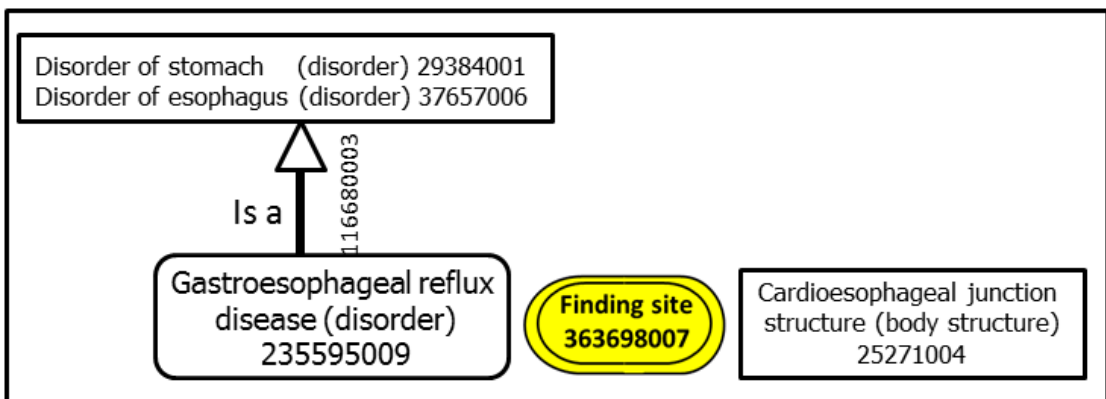 Disorder of stomach (disorder) 29384001
Disorder of esophagus (disorder) 37657006
Is a
116680003
Gastroesophageal reflux
disease (disorder)
235595009
Finding site
363698007
Cardioesophageal junction
structure (body structure)
25271004